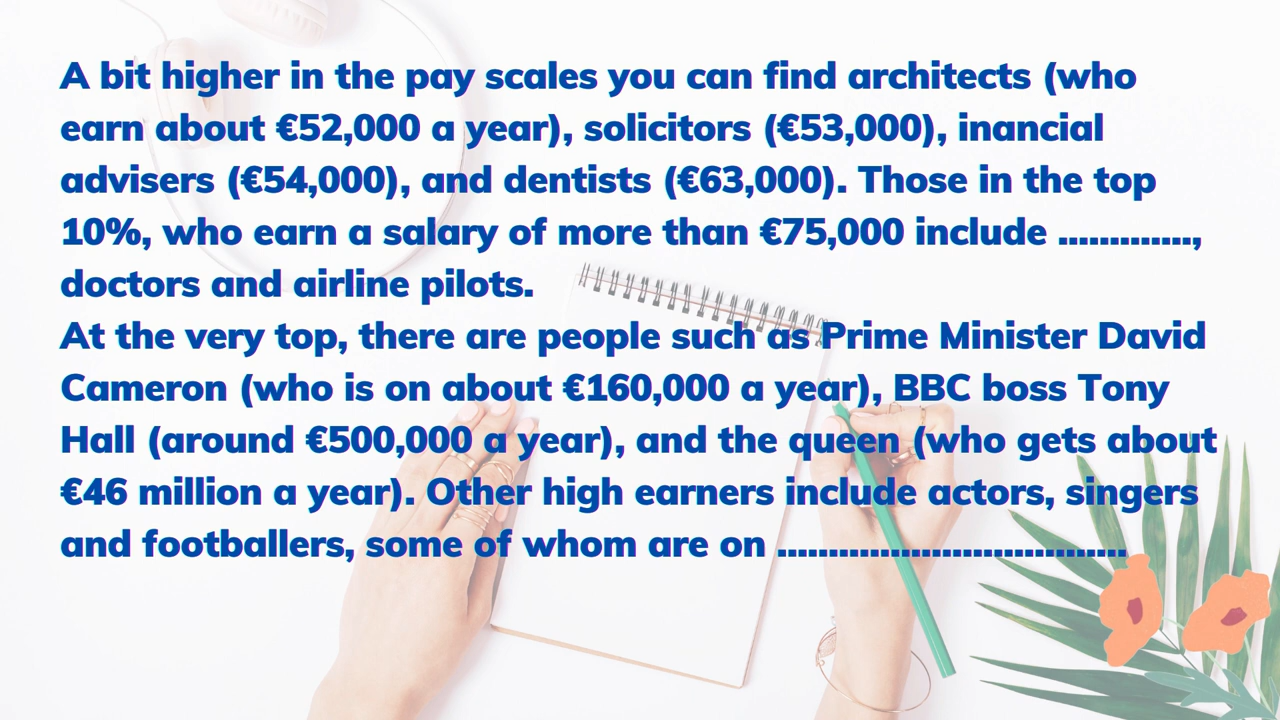 A bit higher in the pay scales you can find architects (who
earn about €52,000 a year), solicitors (€53,000), inancial
advisers (€54,000), and dentists (€63,000). Those in the top
10%, who earn a salary of more than €75,000 include .............,
doctors and airline pilots.
At the very top, there are people such as Prime Minister David
Cameron (who is on about €160,000 a year), BBC boss Tony
Hall (around €500,000 a year), and the queen (who gets about
€46 million a year). Other high earners include actors, singers
and footballers, some of whom are on ..................................